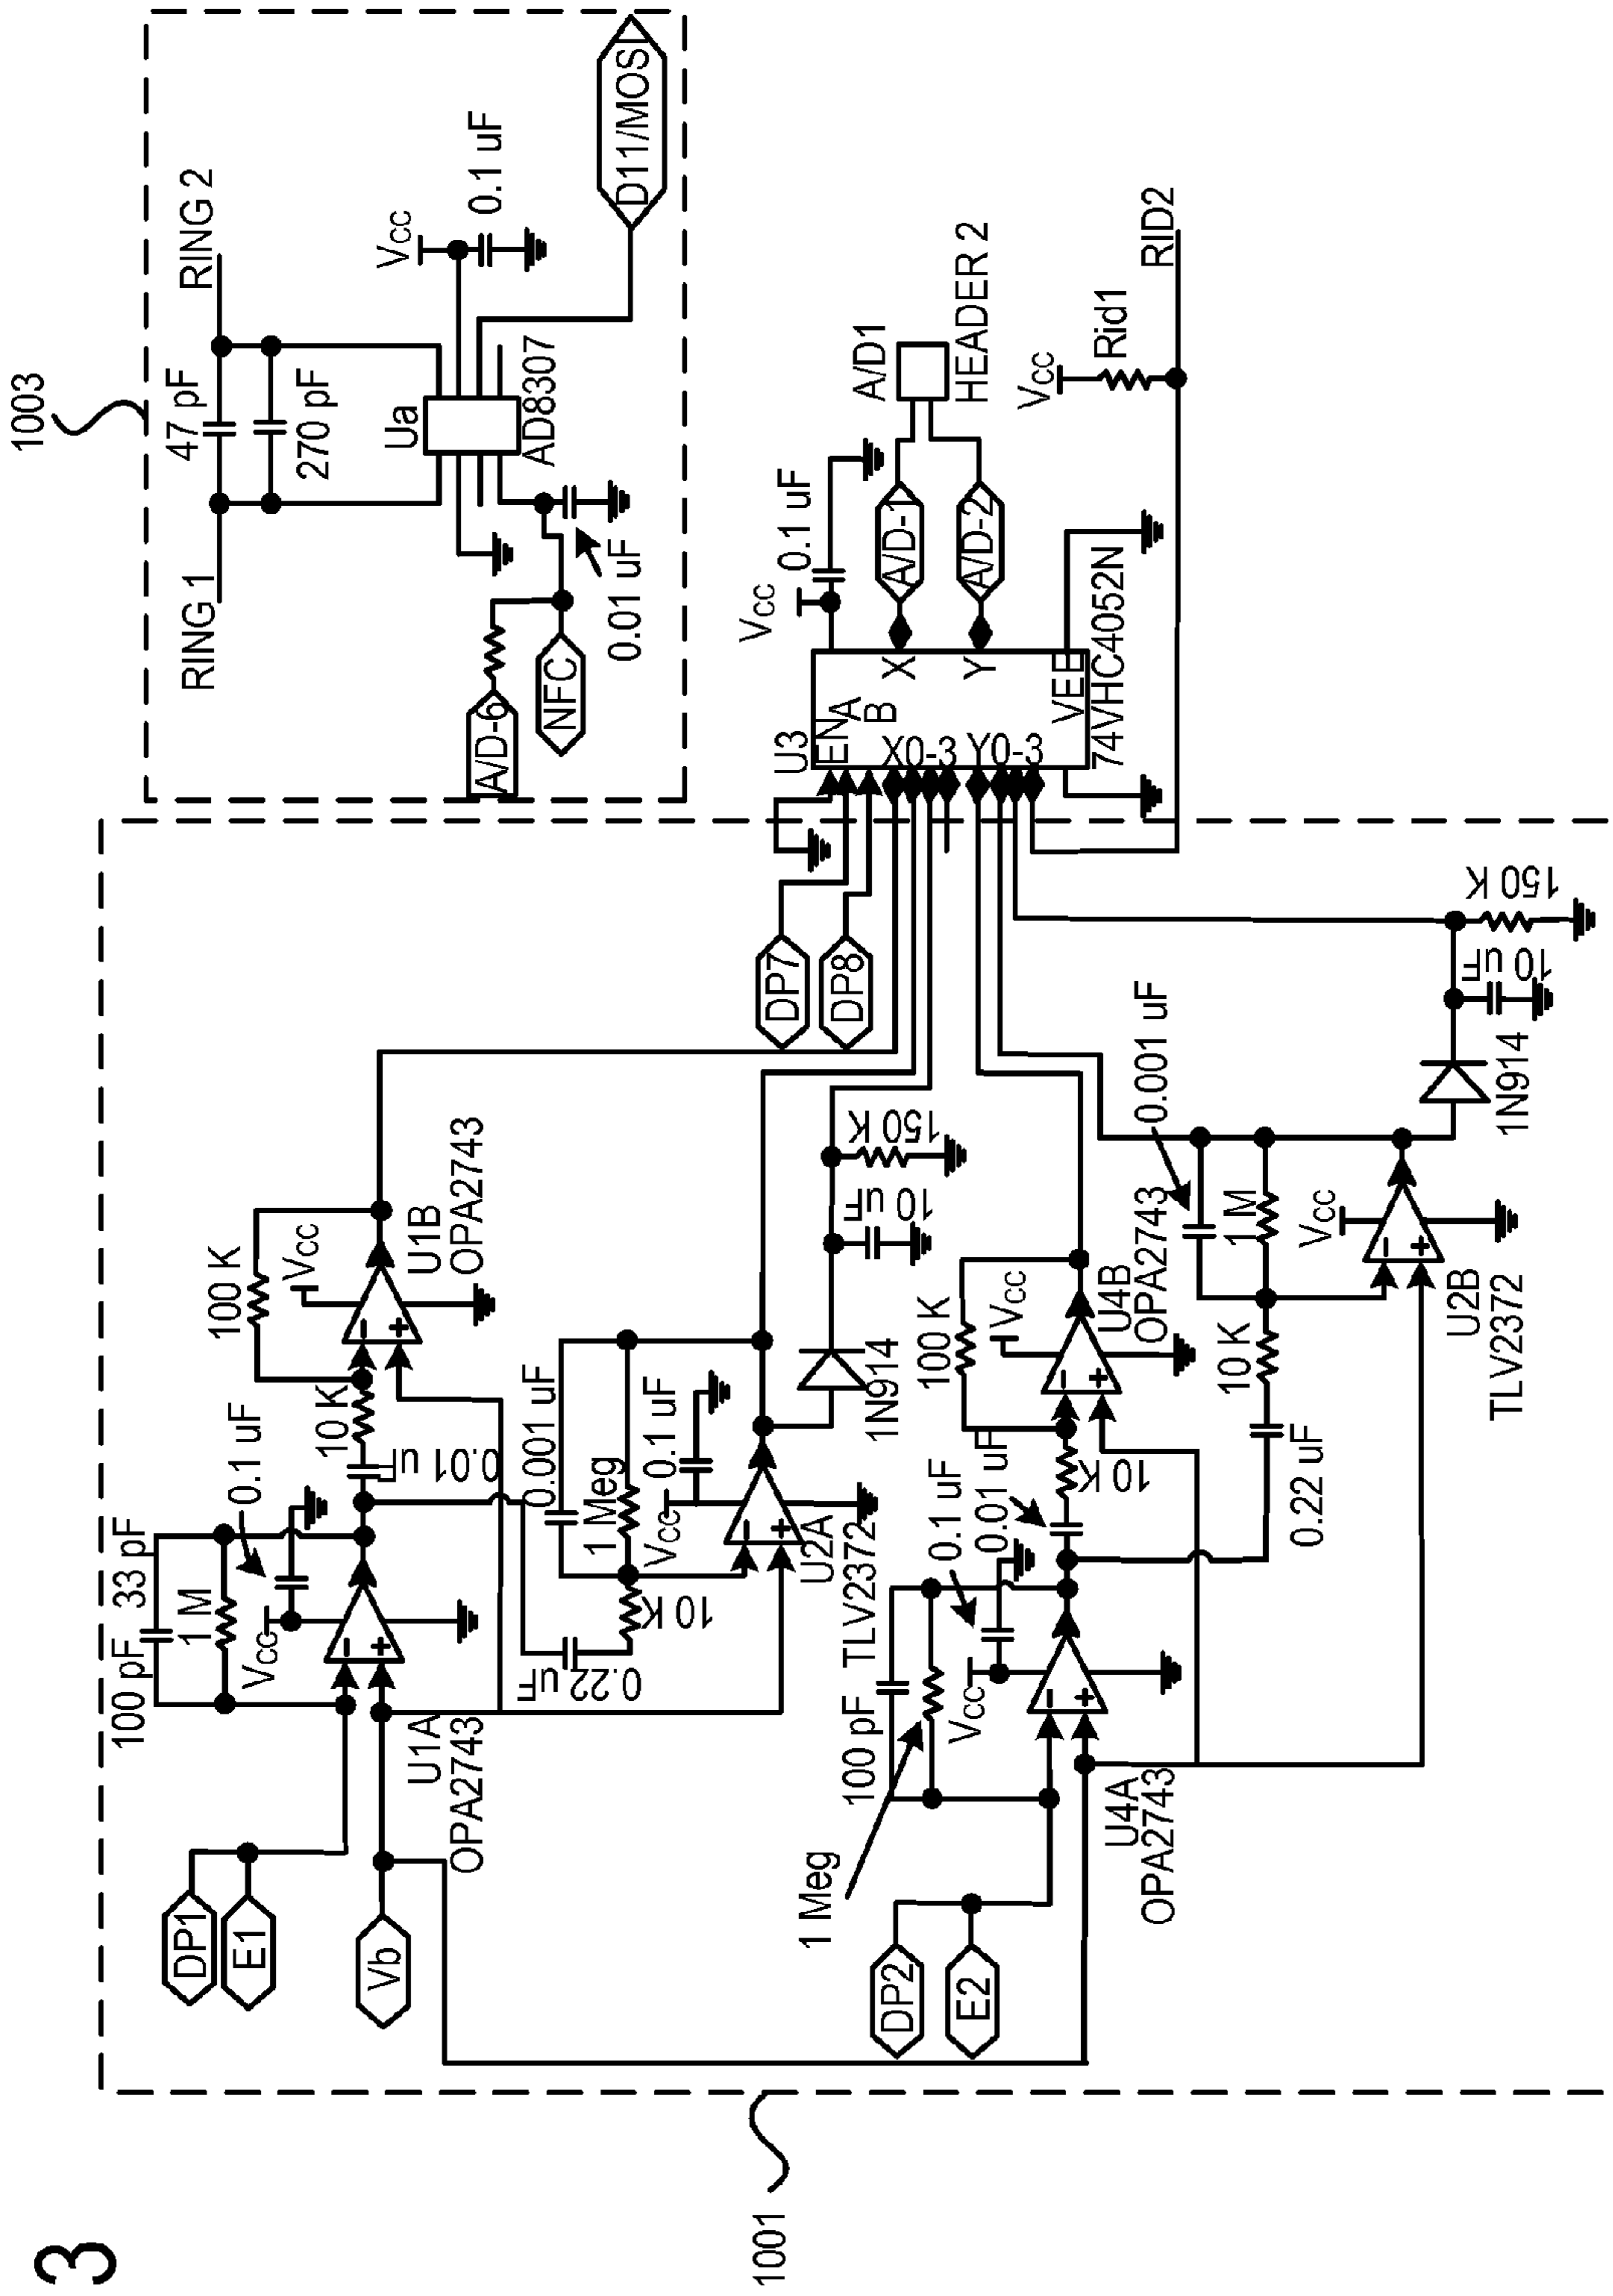 3
1001
1003
RING 1
RING 2
47 pF
270 pF
Ua
AD8307
VCC
0.1 uF
D11/MOSI
A/D-6
NFC
0.01 uF
DP1
E1
Vb
100 pF
33 pF
1 M
VCC
0.1 uF
U1A
OPA2743
0.01 uF
10 K
100 K
VCC
U1B
OPA2743
0.22 uF
10 K
0.001 uF
1 Meg
VCC
0.1 uF
U2A
TLV2372
1N914
10 uF
150 K
DP7
DP8
U3
EN
A
B
X0-3
Y0-3
X
Y
VEE
74VHC4052N
VCC
0.1 uF
A/D-1
A/D-2
A/D1
HEADER 2
VCC
Rid1
RID2
DP2
E2
1 Meg
100 pF
VCC
0.1 uF
0.01 uF
U4A
OPA2743
10 K
100 K
VCC
U4B
OPA2743
0.22 uF
10 K
1 M
0.001 uF
VCC
U2B
TLV2372
1N914
10 uF
150 K